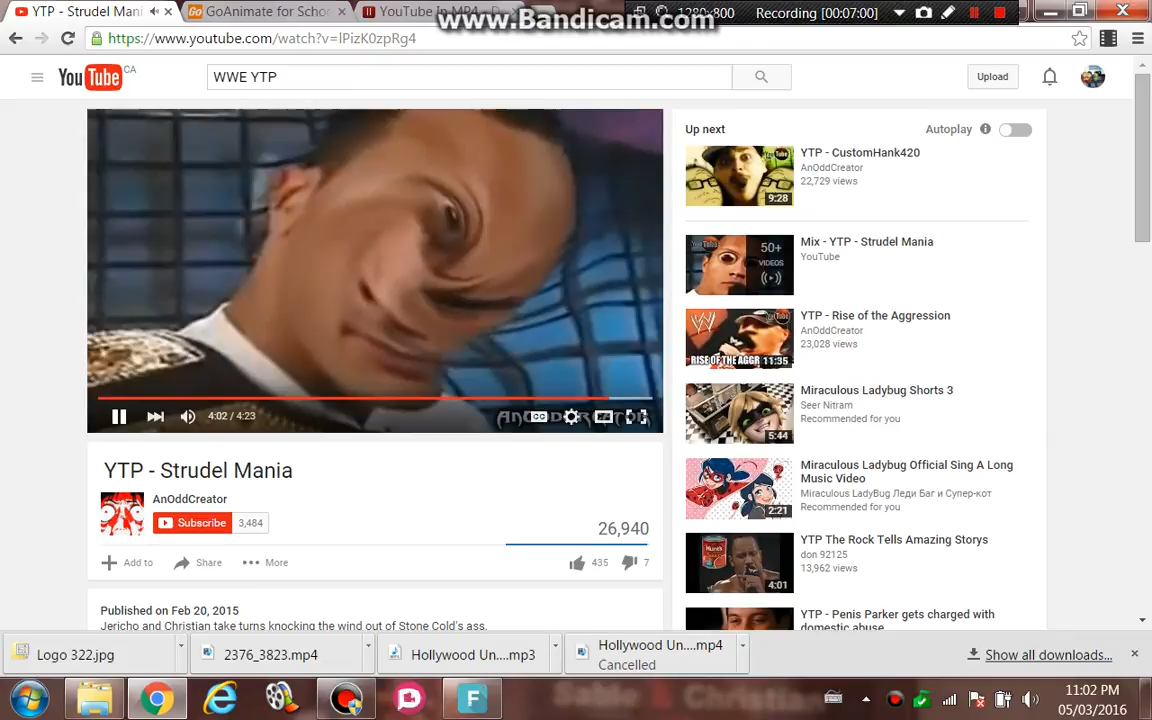 YouTube - Strudel Mani
GoAnimate for Scho
YouTube In MP4 - D
www.Bandicam.com
1280x800
Recording [00:07:00]
https://www.youtube.com/watch?v=lPizK0zpRg4
YouTube CA
WWE YTP
Upload
Up next
Autoplay
YTP - CustomHank420
AnOddCreator
22,729 views
9:28
Mix - YTP - Strudel Mania
YouTube
50+
VIDEOS
YTP - Rise of the Aggression
AnOddCreator
23,028 views
RISE OF THE AGGR
11:35
Miraculous Ladybug Shorts 3
Seer Nitram
Recommended for you
5:44
Miraculous Ladybug Official Sing A Long
Music Video
Miraculous LadyBug Леди Баг и Супер-кот
Recommended for you
2:21
YTP The Rock Tells Amazing Storys
don 92125
13,962 views
4:01
YTP - Penis Parker gets charged with
domestic abuse
4:02 / 4:23
CC
AnOddCreator
YTP - Strudel Mania
AnOddCreator
Subscribe 3,484
26,940
Add to Share More
435 7
Published on Feb 20, 2015
Jericho and Christian take turns knocking the wind out of Stone Cold's ass.
Logo 322.jpg
2376_3823.mp4
Hollywood Un....mp3
Hollywood Un....mp4
Cancelled
Show all downloads...
11:02 PM
05/03/2016